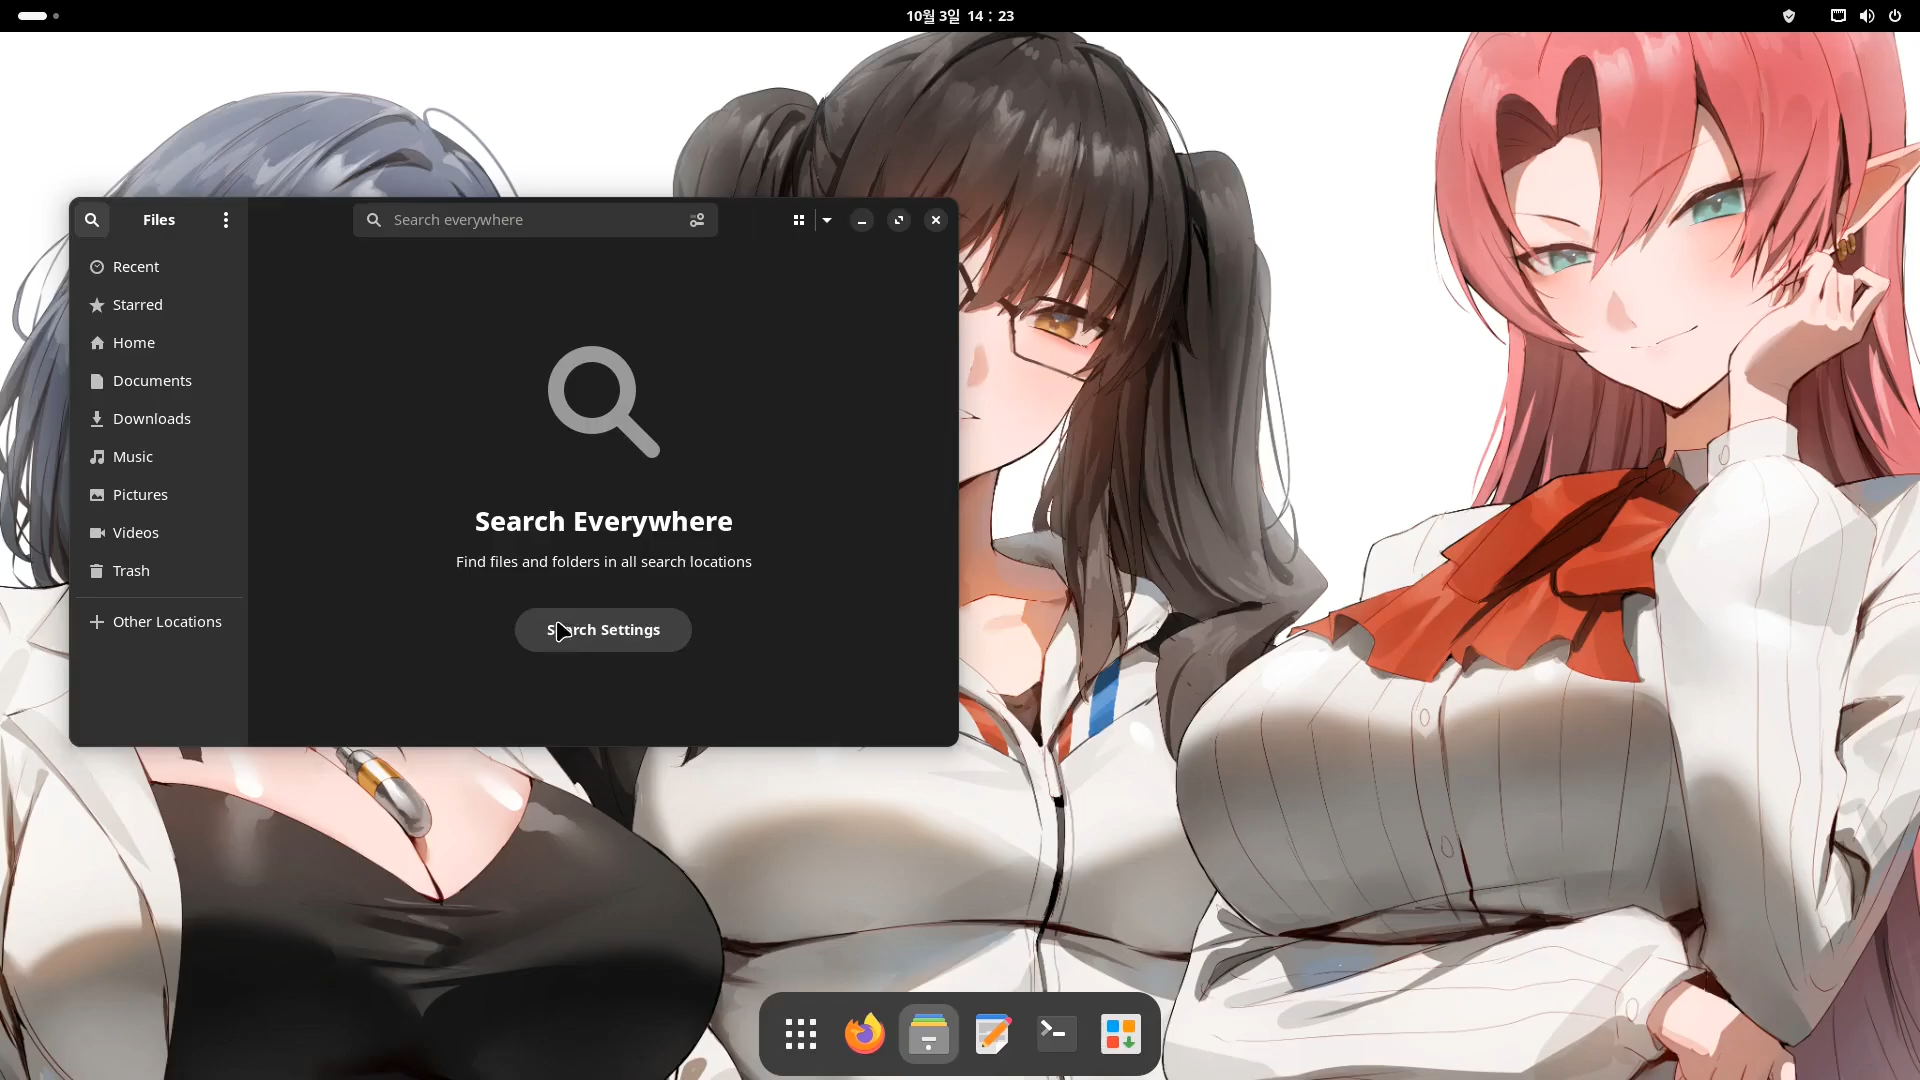 10월 3일 14 : 23
Files
Search everywhere
Recent
Starred
Home
Documents
Downloads
Music
Pictures
Videos
Trash
Other Locations
Search Everywhere
Find files and folders in all search locations
Search Settings